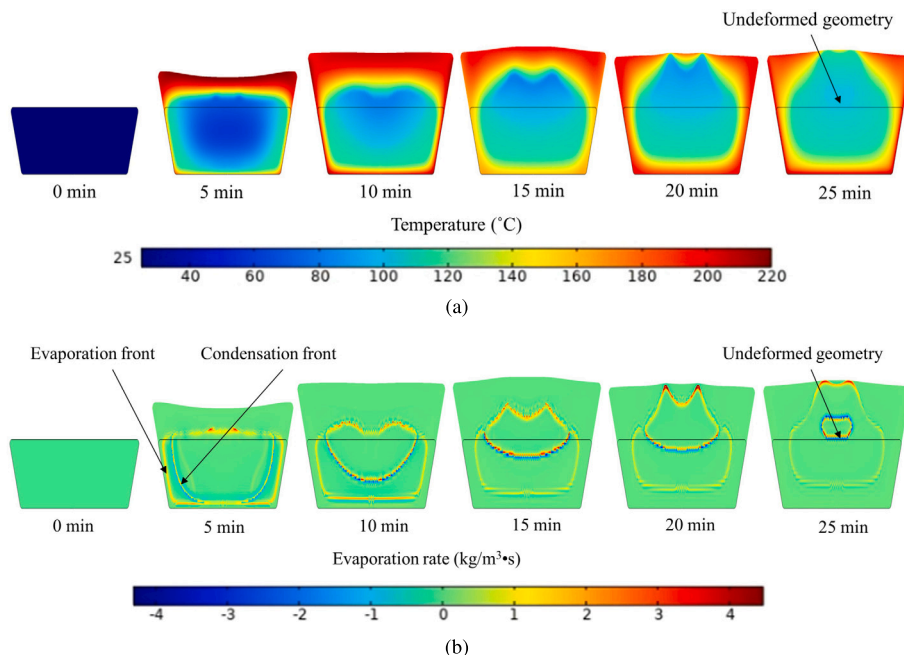 Undeformed geometry
0 min
5 min
10 min
15 min
20 min
25 min
Temperature (˚C)
25
40 60 80 100 120 140 160 180 200 220
(a)
Evaporation front
Condensation front
Undeformed geometry
0 min
5 min
10 min
15 min
20 min
25 min
Evaporation rate (kg/m³•s)
-4 -3 -2 -1 0 1 2 3 4
(b)